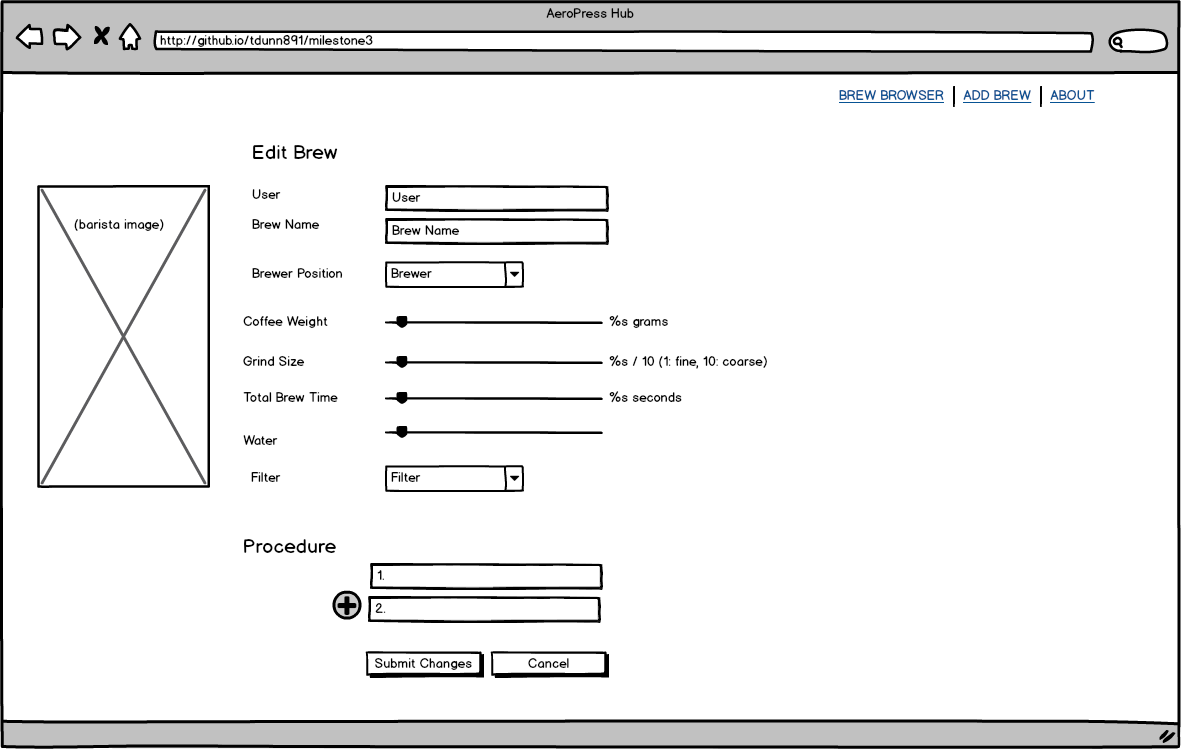 AeroPress Hub
http://github.io/tdunn891/milestone3
BREW BROWSER ADD BREW ABOUT
Edit Brew
(barista image)
User User
Brew Name Brew Name
Brewer Position Brewer
Coffee Weight %s grams
Grind Size %s / 10 (1: fine, 10: coarse)
Total Brew Time %s seconds
Water
Filter Filter
Procedure
1.
2.
Submit Changes Cancel